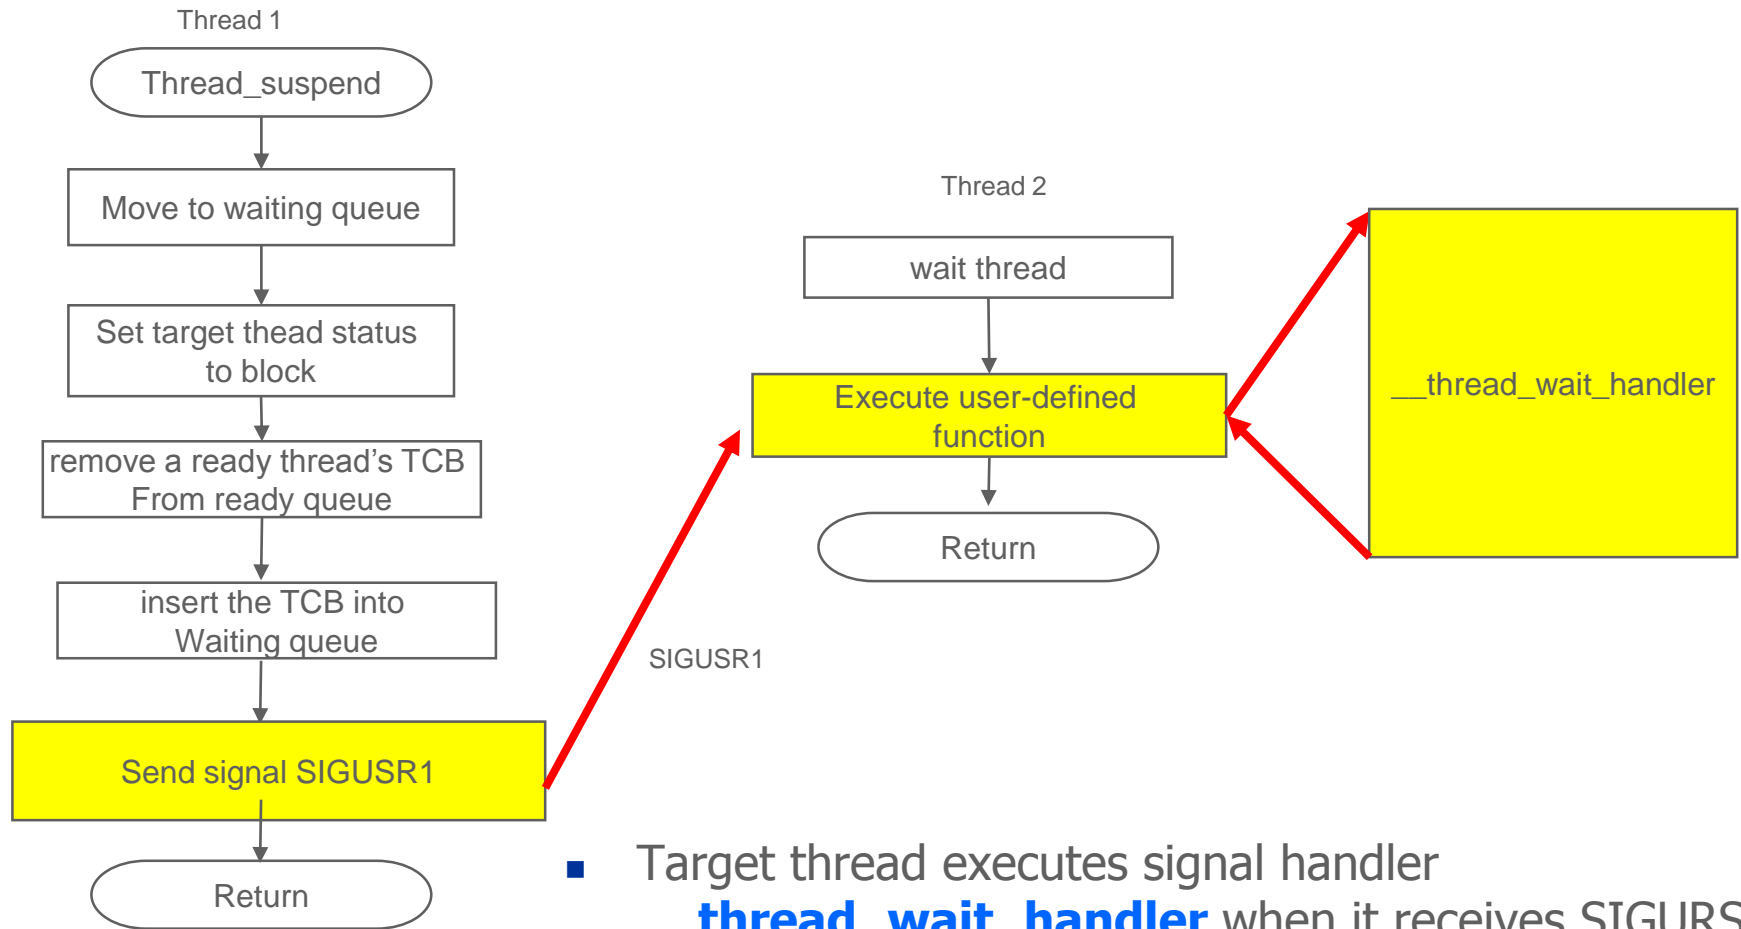 Thread 1
Thread_suspend
Move to waiting queue
Set target thead status
to block
remove a ready thread’s TCB
From ready queue
insert the TCB into
Waiting queue
Send signal SIGUSR1
Return
SIGUSR1
Thread 2
wait thread
Execute user-defined
function
Return
__thread_wait_handler
Target thread executes signal handler
thread_wait_handler when it receives SIGURS